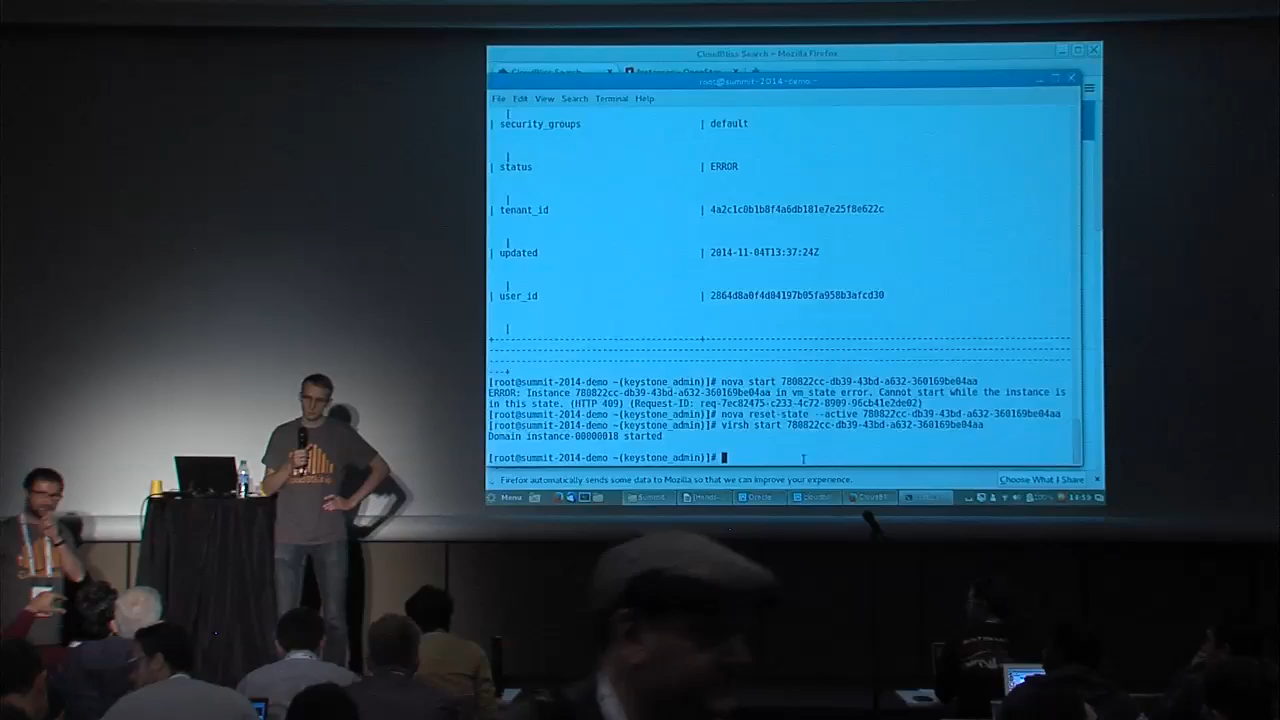 CloudBliss Search - Mozilla Firefox
CloudBliss Search
root@summit-2014-demo:~
File Edit View Search Terminal Help
|
| security_groups | default
|
| status | ERROR
|
| tenant_id | 4a2c1c0b1b8f4a6db181e7e25f8e622c
|
| updated | 2014-11-04T13:37:24Z
|
| user_id | 2864d8a0f4d04197b05fa958b3afcd30
|
[root@summit-2014-demo ~(keystone_admin)]# nova start 780822cc-db39-43bd-a632-360169be04aa
ERROR: Instance 780822cc-db39-43bd-a632-360169be04aa in vm_state error. Cannot start while the instance is
in this state. (HTTP 409) (Request-ID: req-7ec82475-c233-4c72-8909-96cb41e2dec02)
[root@summit-2014-demo ~(keystone_admin)]# nova reset-state --active 780822cc-db39-43bd-a632-360169be04aa
[root@summit-2014-demo ~(keystone_admin)]# virsh start 780822cc-db39-43bd-a632-360169be04aa
Domain instance-00000018 started
[root@summit-2014-demo ~(keystone_admin)]#
Firefox automatically sends some data to Mozilla so that we can improve your experience.
Choose What I Share
Menu